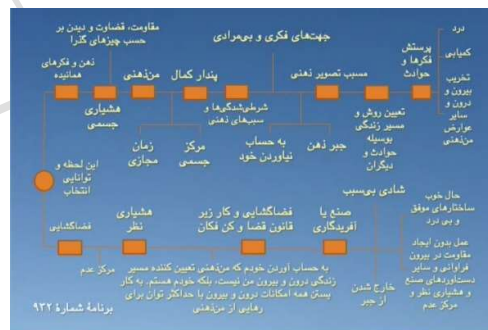 مقاومت، قضاوت و دیدن بر
حسب چیزهای گذرا
جهت‌های فکری و بی‌مرادی
درد
کمیابی
تخریب
بیرون و
درون و
سایر
عوارض
من‌ذهنی
پرستش
فکرها و
حوادث
مسبب تصویر ذهنی
پندار کمال
من‌ذهنی
ذهن و فکرهای
همانیده
هشیاری
جسمی
شرطی‌شدگی‌ها و
سبب‌های ذهنی
تعیین روش و
مسیر زندگی
بوسیله
حوادث و
دیگران
جبر ذهن
به حساب
نیاوردن خود
مرکز
جسمی
زمان
مجازی
این لحظه و
توانایی
انتخاب
شادی بی‌سبب
حال خوب
ساختارهای موفق
و بی درد
صنع یا
آفریدگاری
فضاگشایی و کار زیر
قانون قضا و کن فکان
هشیاری
نظر
فضاگشایی
مرکز عدم
عمل بدون ایجاد
مقاومت در بیرون
فراوانی و سایر
دست‌آوردهای صنع
و هشیاری نظر و
مرکز عدم
خارج شدن
از جبر
به حساب آوردن خودم که من‌ذهنی تعیین کننده مسیر
زندگی درون و بیرون من نیست، بلکه خودم هستم. به کار
بستن همه امکانات درون و بیرون با حداکثر توان برای
رهایی از من‌ذهنی
برنامهٔ شمارهٔ ۹۳۲